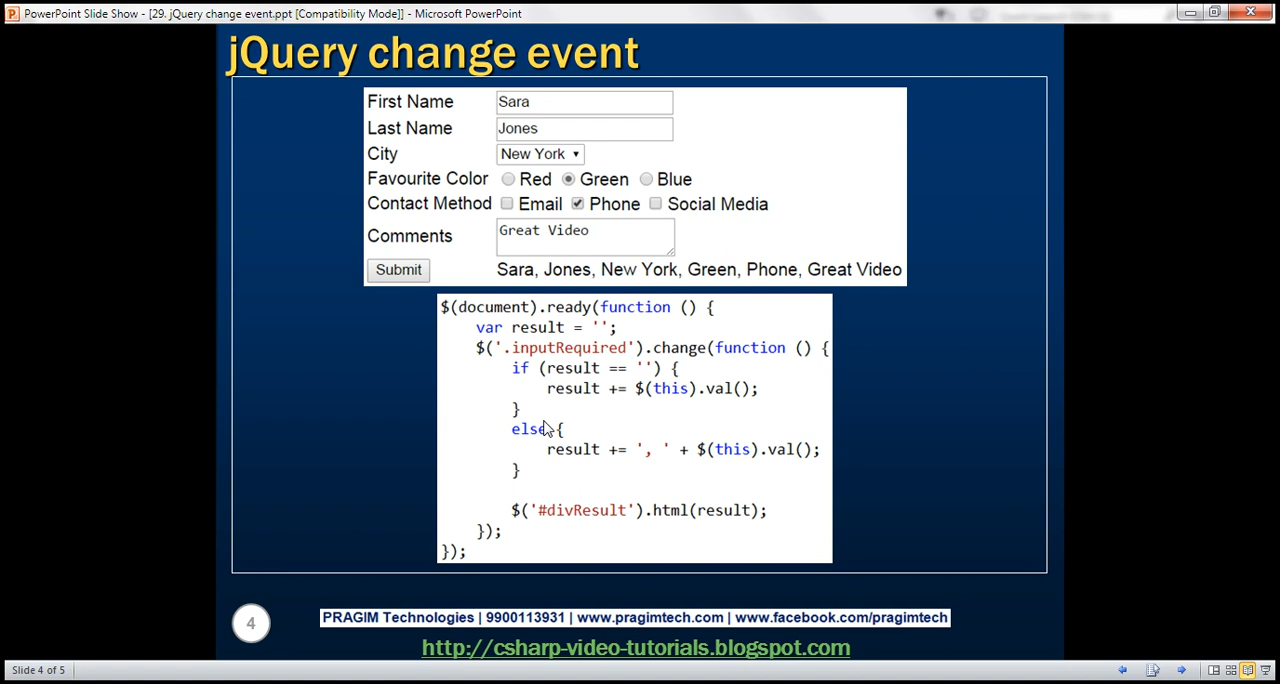 PowerPoint Slide Show - [29. jQuery change event.ppt [Compatibility Mode]] - Microsoft PowerPoint
jQuery change event
First Name Sara
Last Name Jones
City New York
Favourite Color Red Green Blue
Contact Method Email Phone Social Media
Comments Great Video
Submit Sara, Jones, New York, Green, Phone, Great Video
$(document).ready(function () {
    var result = '';
    $('.inputRequired').change(function () {
        if (result == '') {
            result += $(this).val();
        }
        else {
            result += ', ' + $(this).val();
        }
        $('#divResult').html(result);
    });
});
4
PRAGIM Technologies | 9900113931 | www.pragimtech.com | www.facebook.com/pragimtech
http://csharp-video-tutorials.blogspot.com
Slide 4 of 5